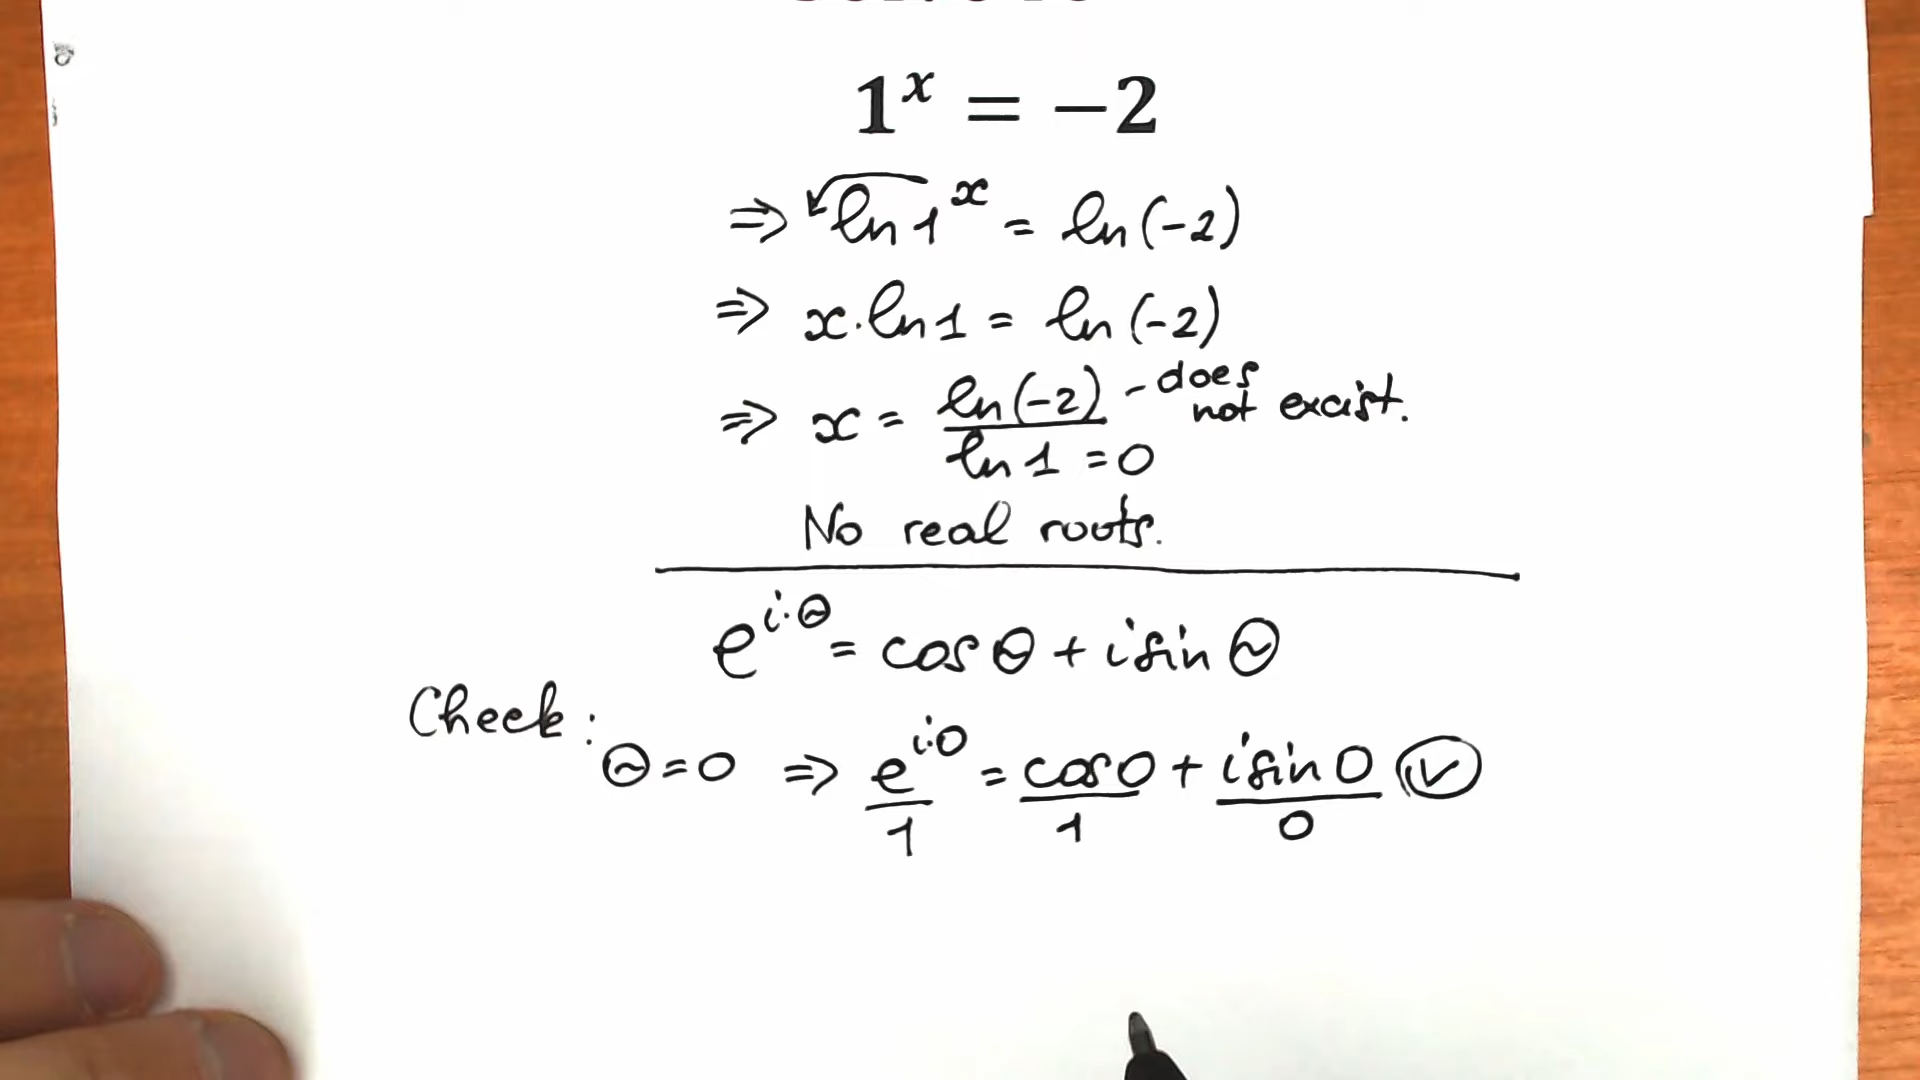 1^x = −2
⇒ ln 1^x = ln(-2)
⇒ x·ln 1 = ln(-2)
⇒ x = ln(-2)/ln 1 = 0 - does not excist.
No real roots.
e^{i·Θ} = cos Θ + i sin Θ
Check:
Θ = 0 ⇒ e^{i·0} = cos 0 + i sin 0 ✓
1 1 0